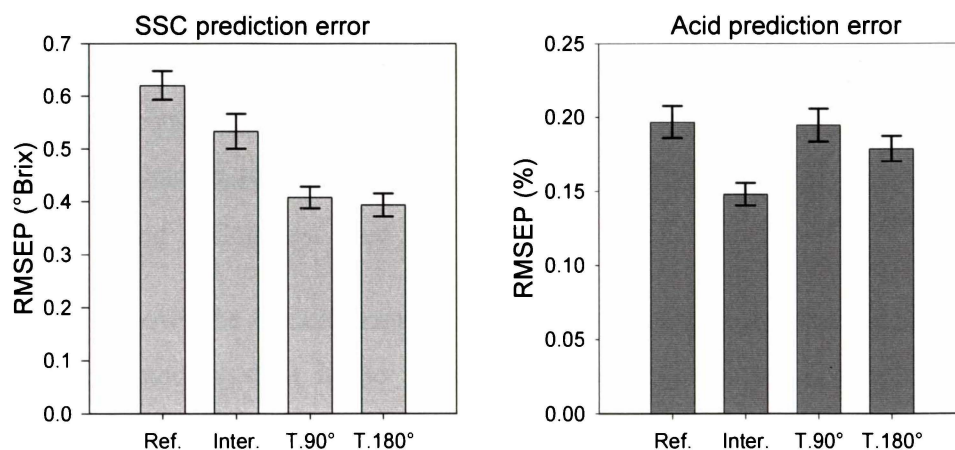 SSC prediction error
0.7
0.6
0.5
0.4
0.3
0.2
0.1
0.0
RMSEP (°Brix)
Ref. Inter. T.90° T.180°
Acid prediction error
0.25
0.20
0.15
0.10
0.05
0.00
RMSEP (%)
Ref. Inter. T.90° T.180°